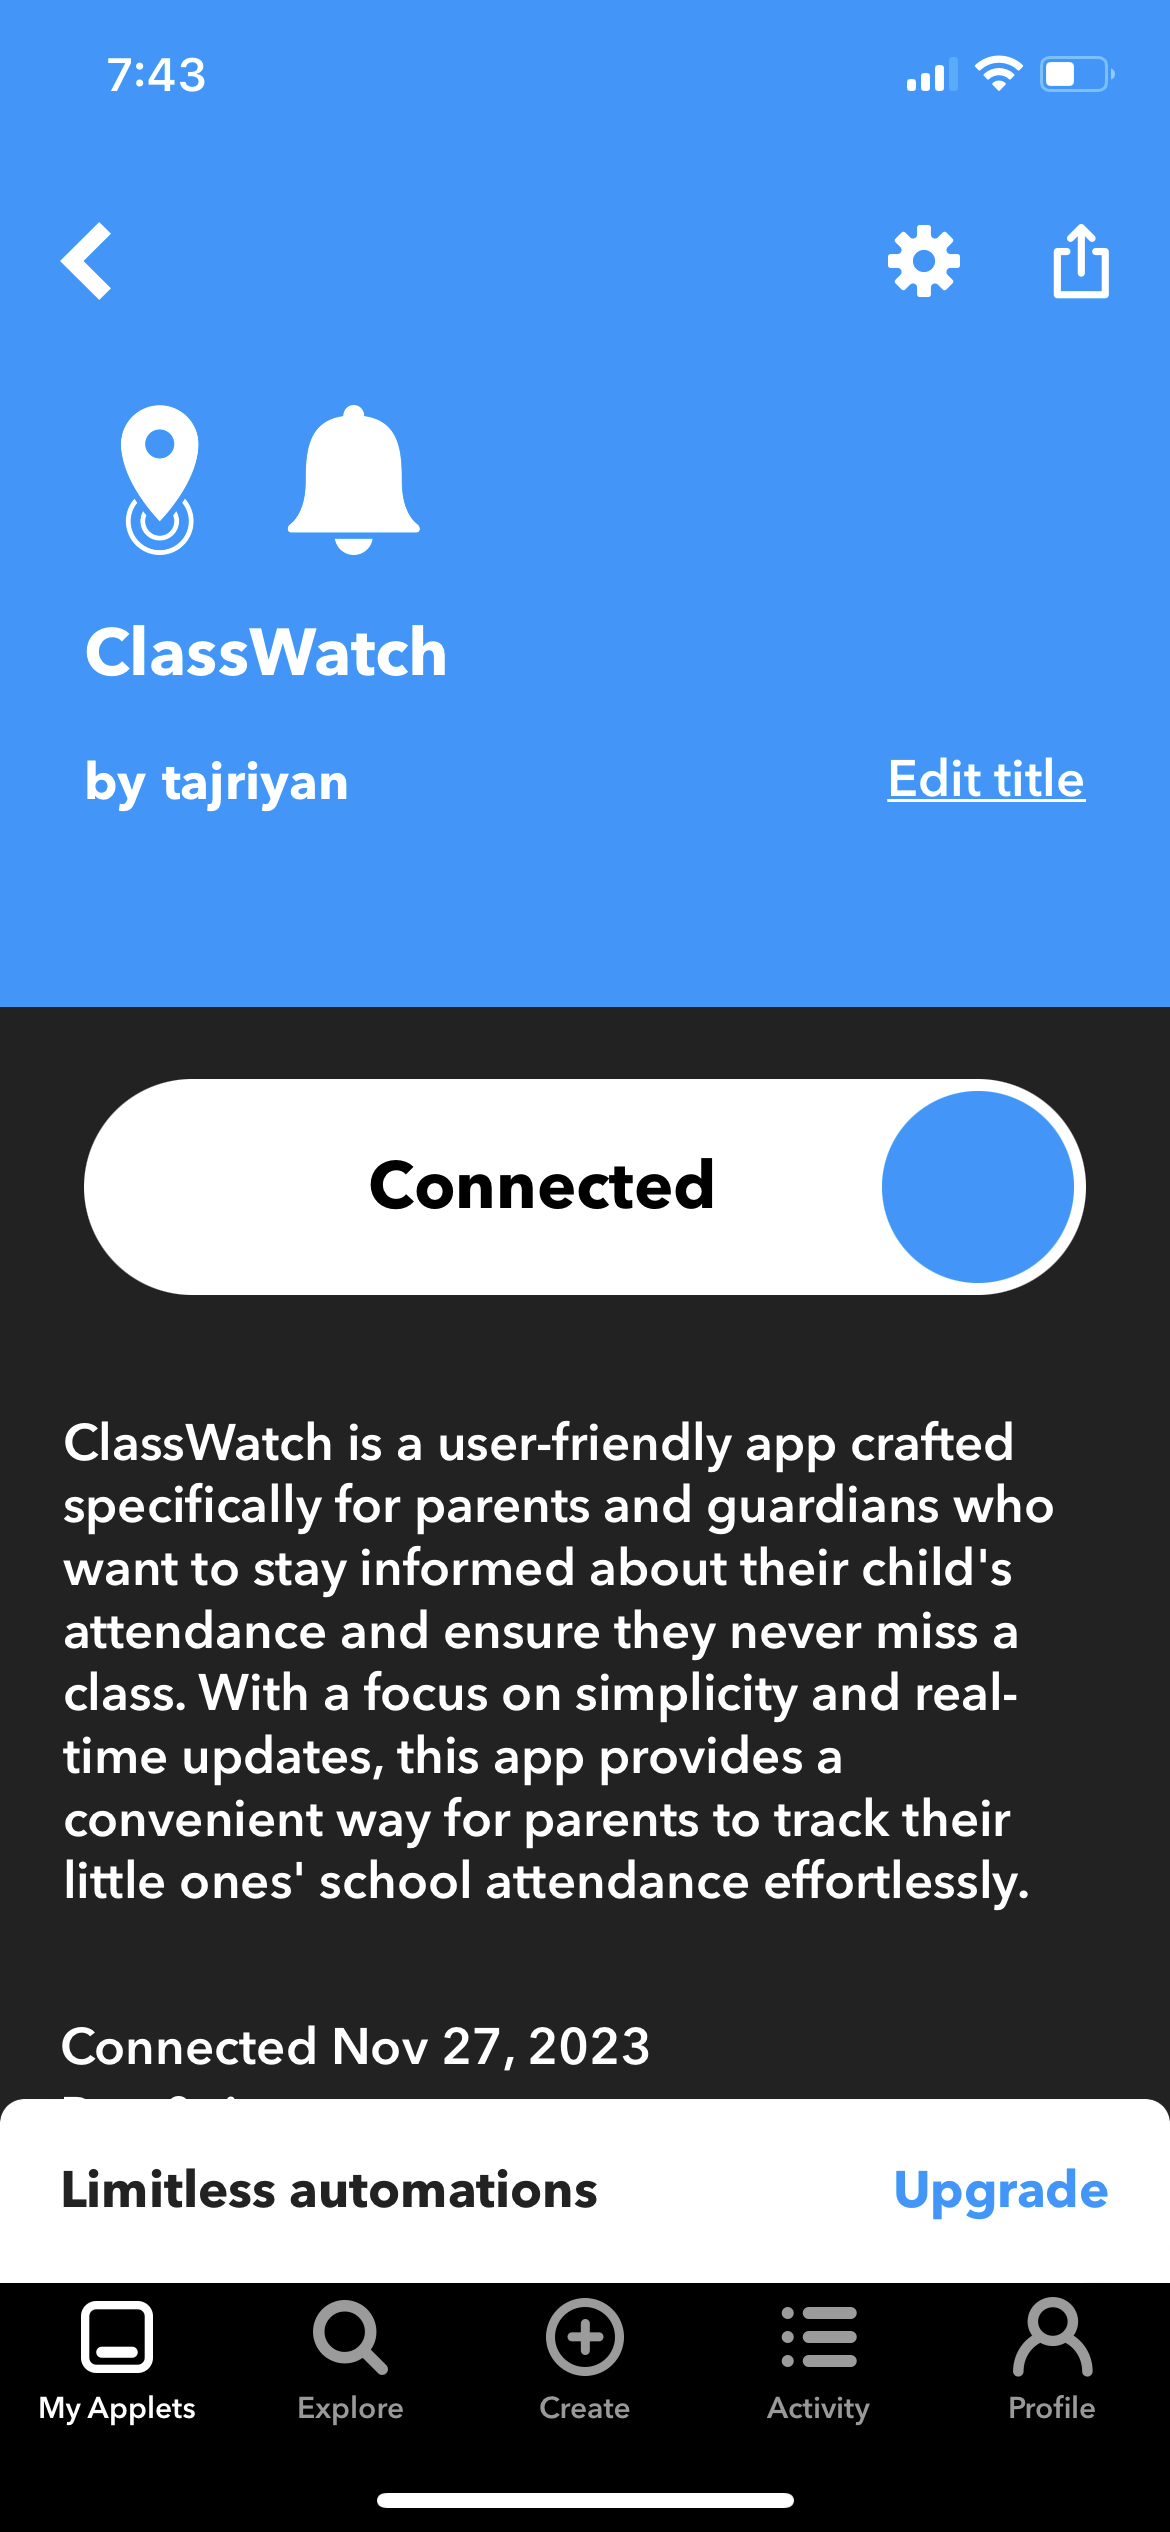 7:43
ClassWatch
by tajriyan
Edit title
Connected
ClassWatch is a user-friendly app crafted
specifically for parents and guardians who
want to stay informed about their child's
attendance and ensure they never miss a
class. With a focus on simplicity and real-
time updates, this app provides a
convenient way for parents to track their
little ones' school attendance effortlessly.
Connected Nov 27, 2023
Limitless automations
Upgrade
My Applets
Explore
Create
Activity
Profile